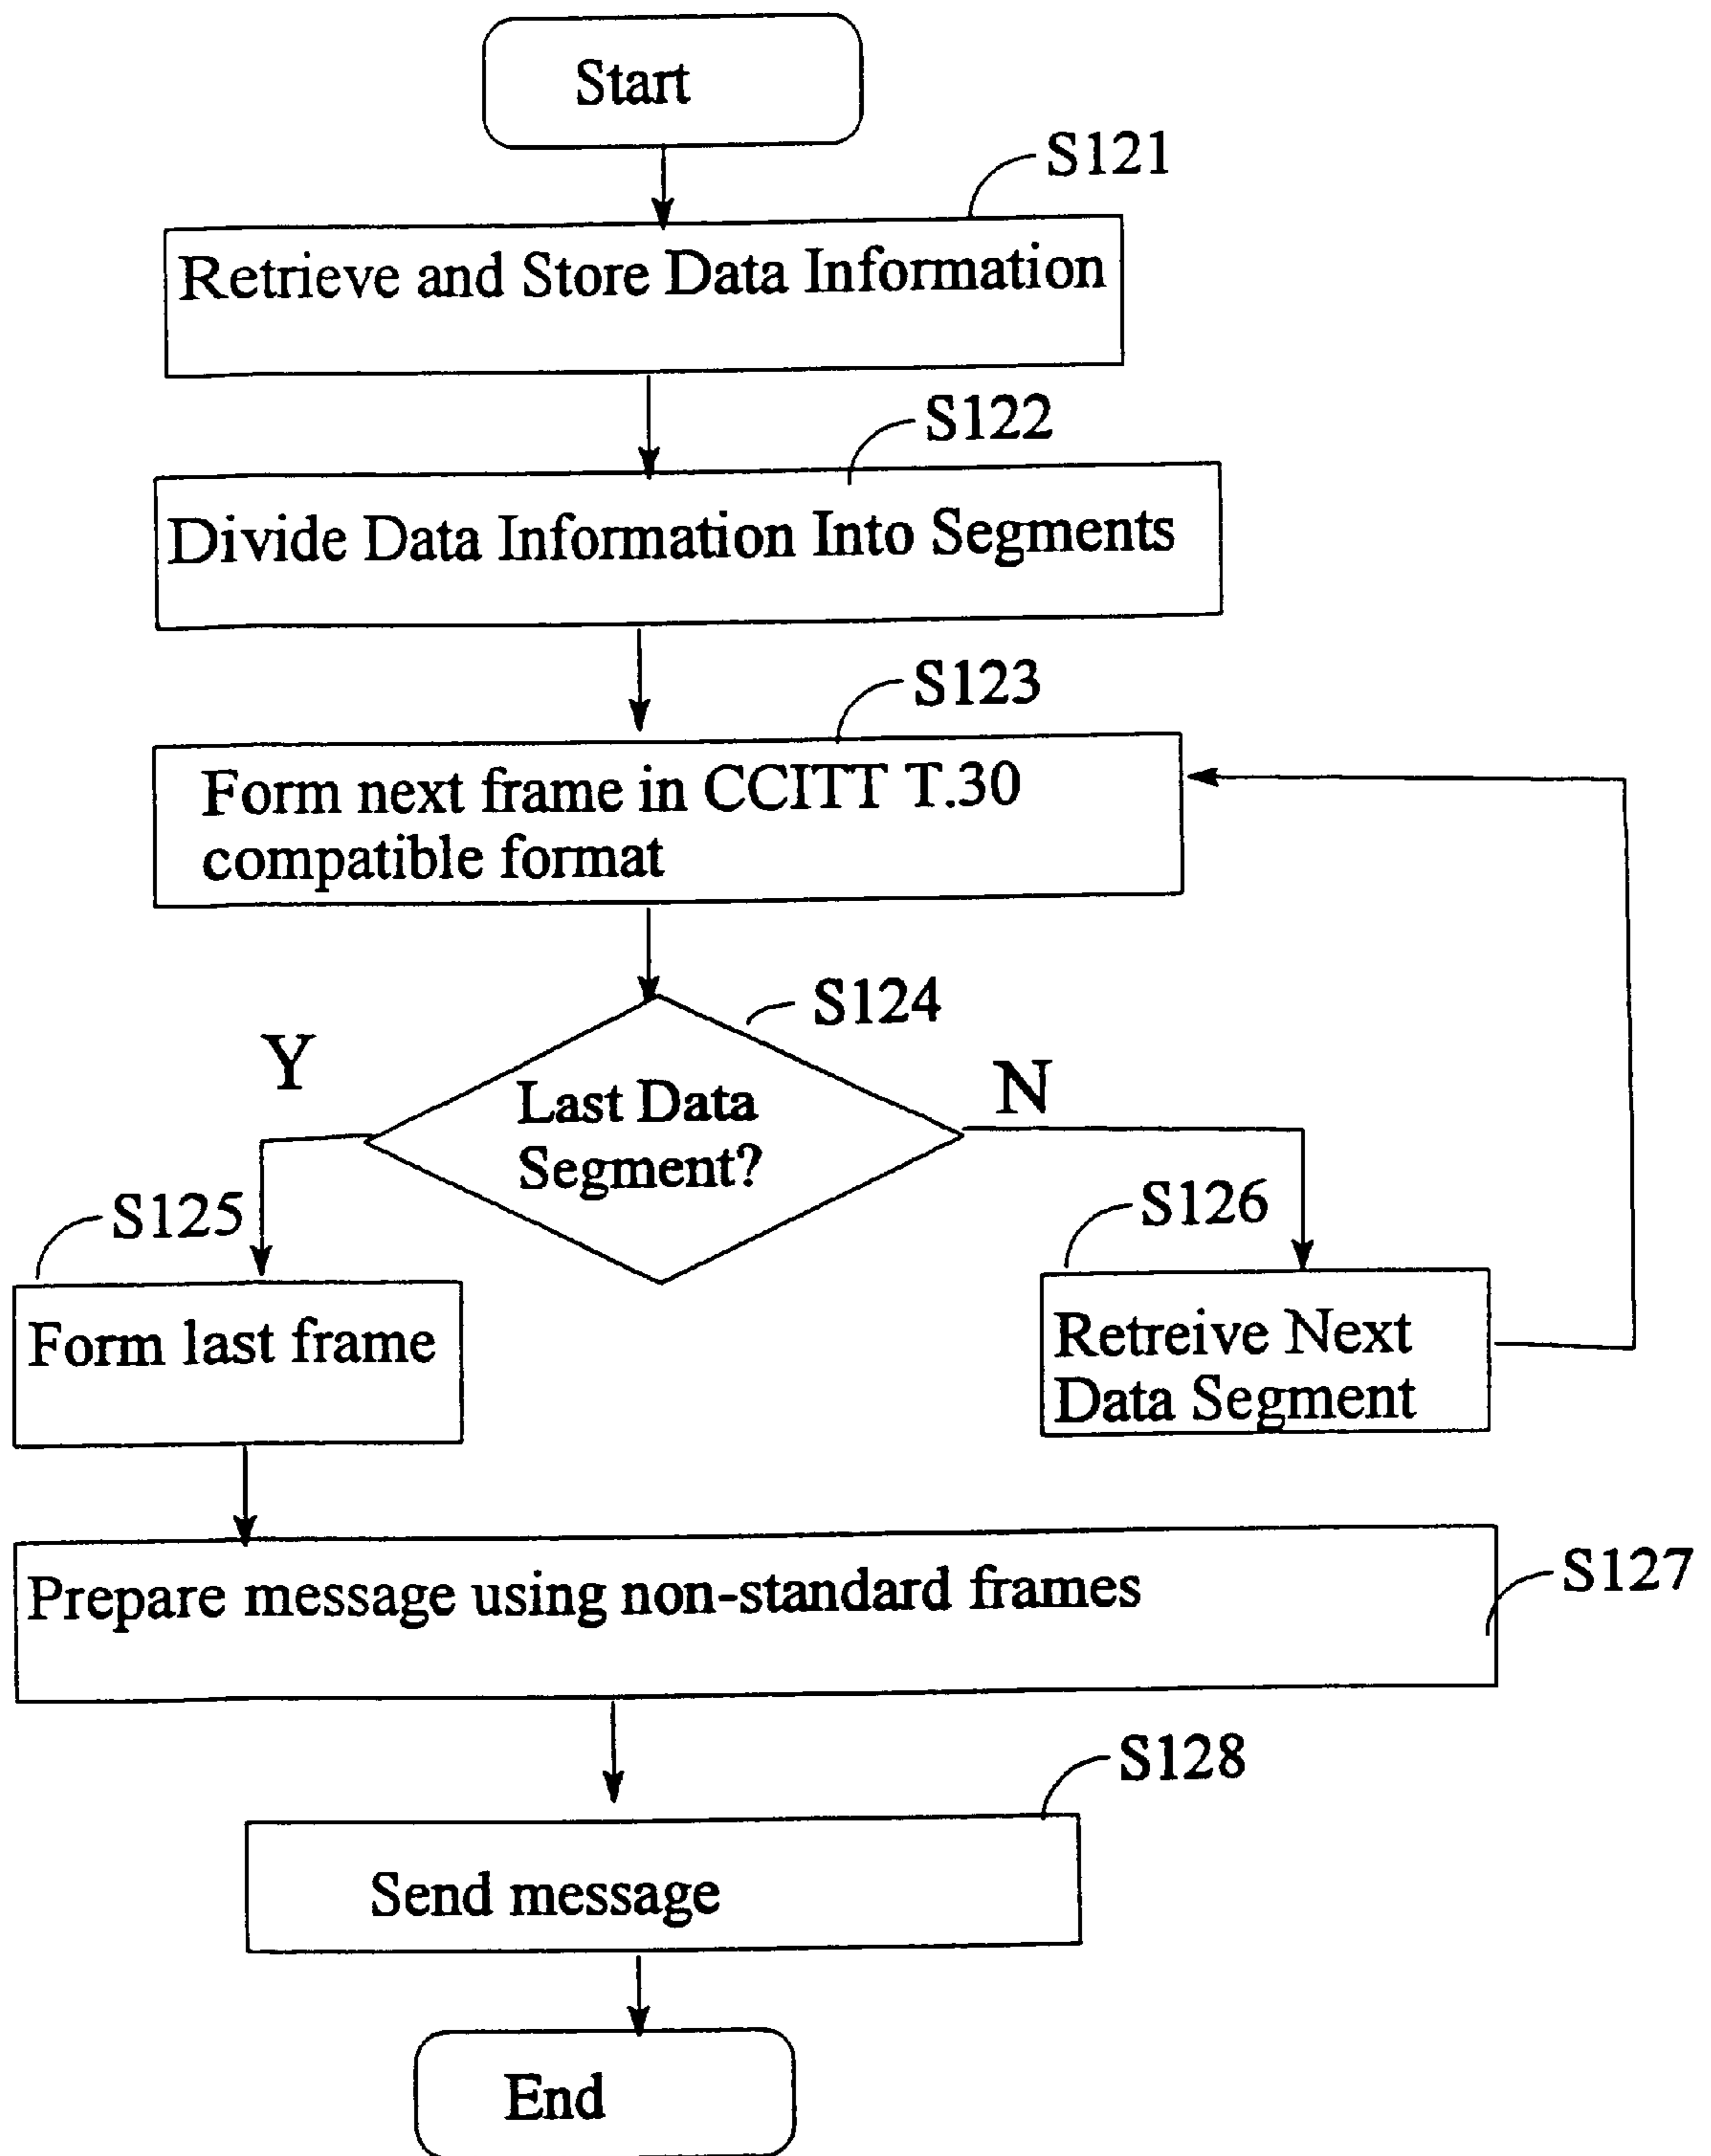 Start
S121
Retrieve and Store Data Information
S122
Divide Data Information Into Segments
S123
Form next frame in CCITT T.30
compatible format
S124
Y
N
Last Data
Segment?
S125
S126
Form last frame
Retreive Next
Data Segment
Prepare message using non-standard frames
S127
S128
Send message
End